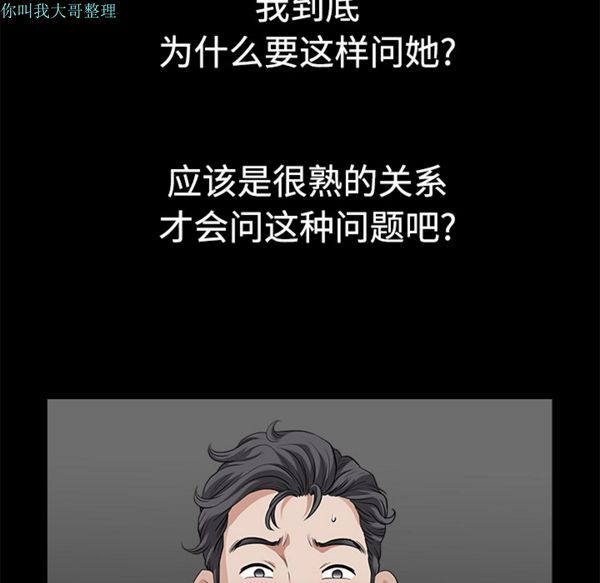 你叫我大哥整理
我到底
为什么要这样问她?
应该是很熟的关系
才会问这种问题吧?